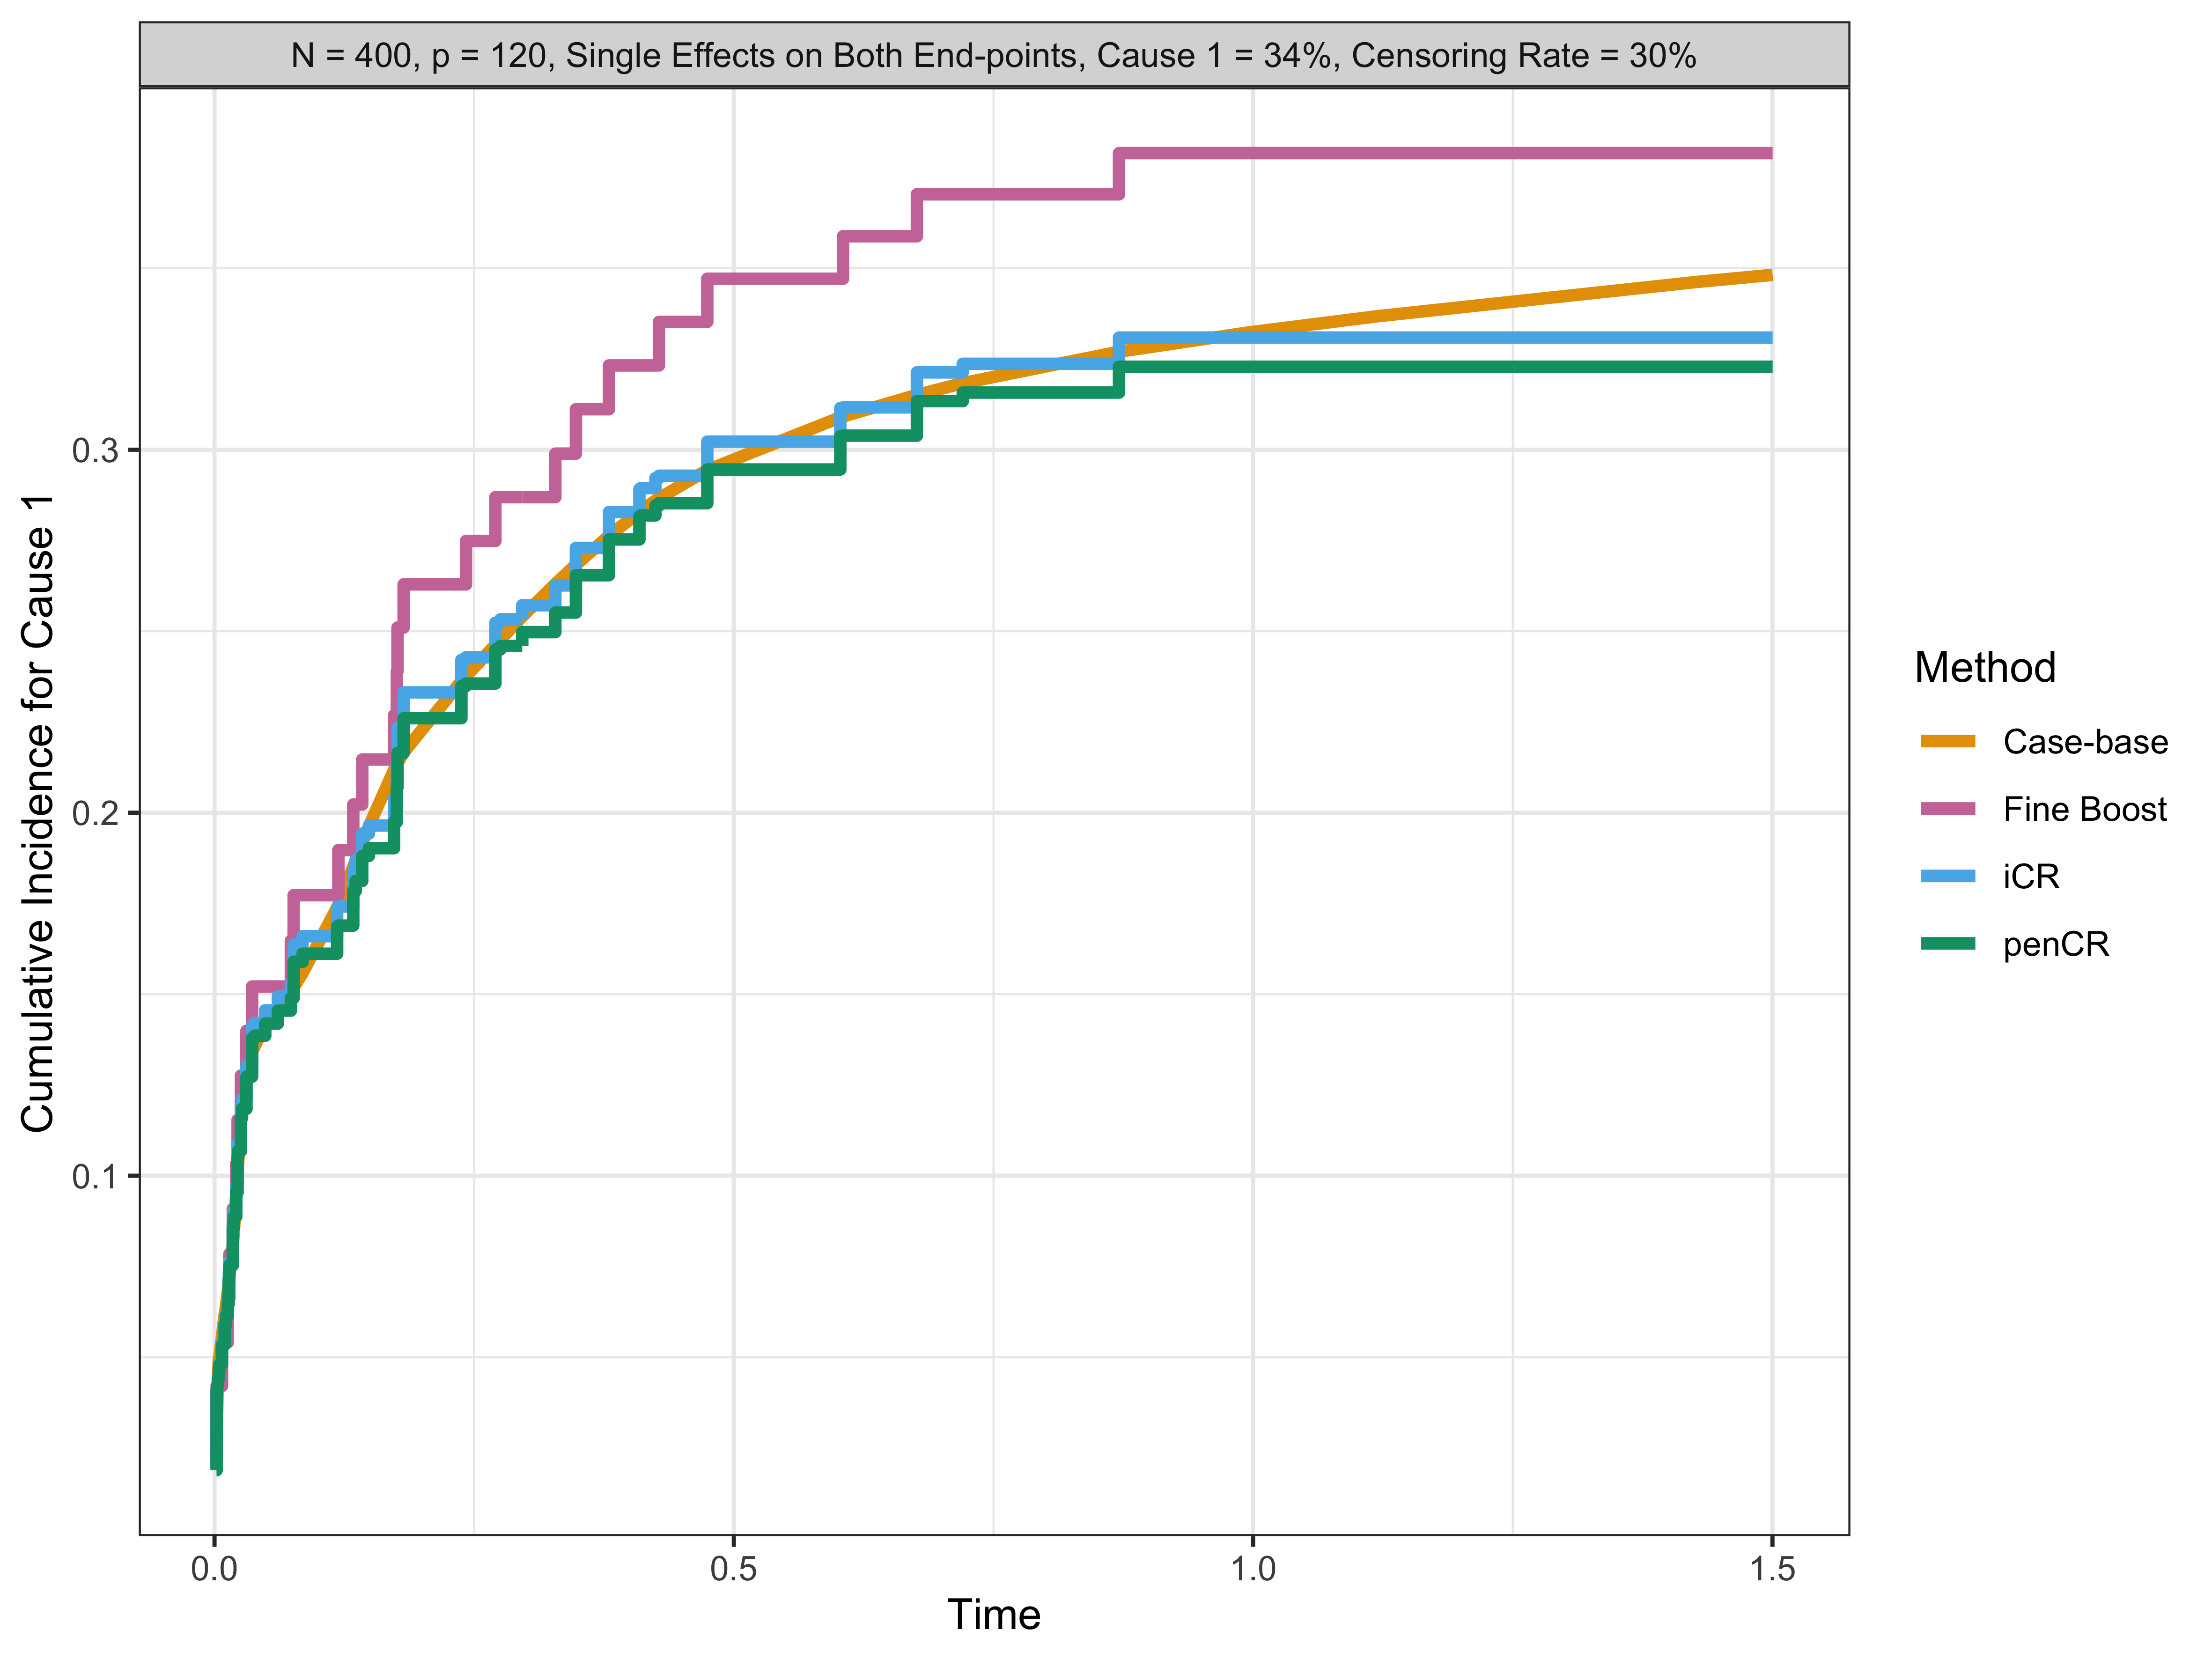 N = 400, p = 120, Single Effects on Both End-points, Cause 1 = 34%, Censoring Rate = 30%
Cumulative Incidence for Cause 1
0.3
0.2
0.1
0.0
0.5
1.0
1.5
Time
Method
Case-base
Fine Boost
iCR
penCR